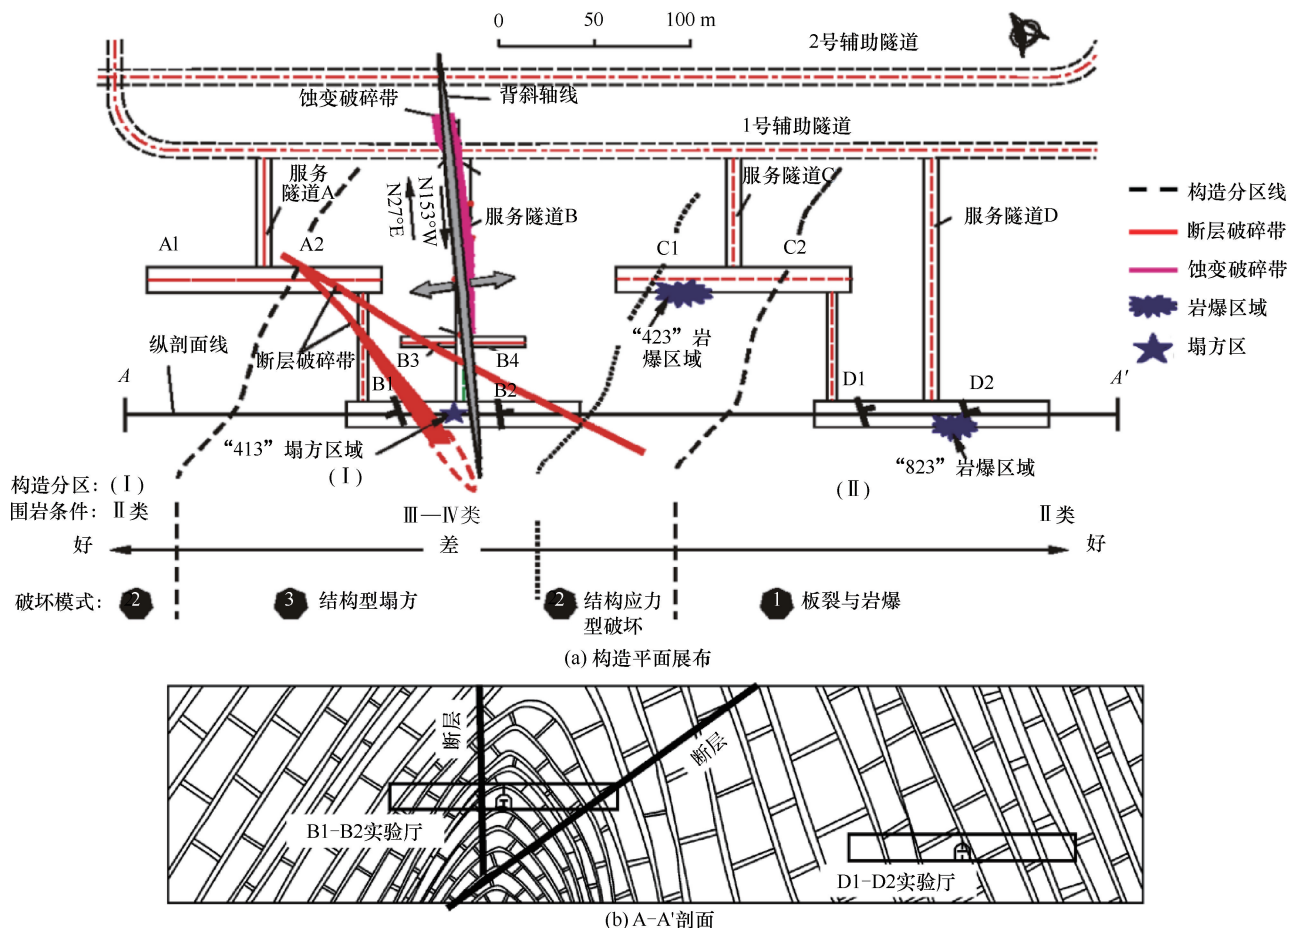 0 50 100 m
2号辅助隧道
蚀变破碎带
背斜轴线
1号辅助隧道
服务
隧道A
N27°E
N153°W
服务隧道B
服务隧道C
服务隧道D
A1
A2
C1
C2
构造分区线
断层破碎带
蚀变破碎带
岩爆区域
塌方区
纵剖面线
断层破碎带
B3
B4
“423”岩
爆区域
A
B1
B2
D1
D2
A'
“413”塌方区域
“823”岩爆区域
构造分区:(Ⅰ)
(Ⅰ)
(Ⅱ)
围岩条件:Ⅱ类
Ⅲ—Ⅳ类
Ⅱ类
好
差
好
破坏模式:
2
3 结构型塌方
2 结构应力
型破坏
1 板裂与岩爆
(a) 构造平面展布
断层
断层
B1-B2实验厅
D1-D2实验厅
(b) A-A'剖面